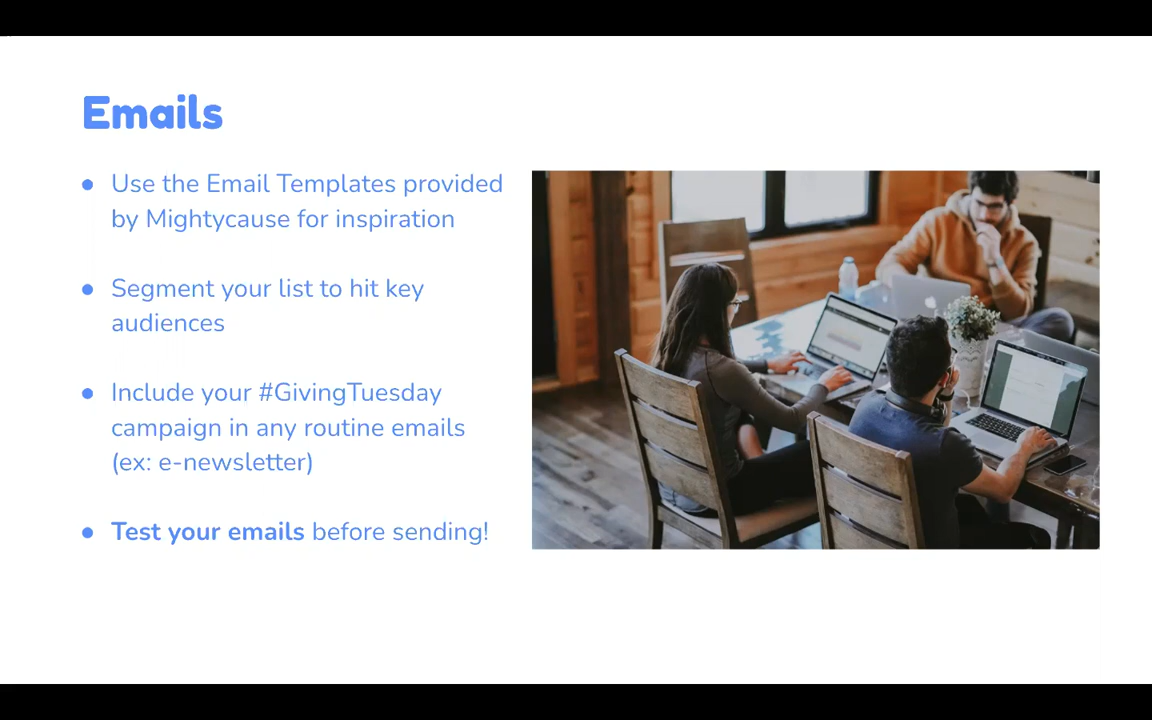 Emails
● Use the Email Templates provided
by Mightycause for inspiration
● Segment your list to hit key
audiences
● Include your #GivingTuesday
campaign in any routine emails
(ex: e-newsletter)
● Test your emails before sending!